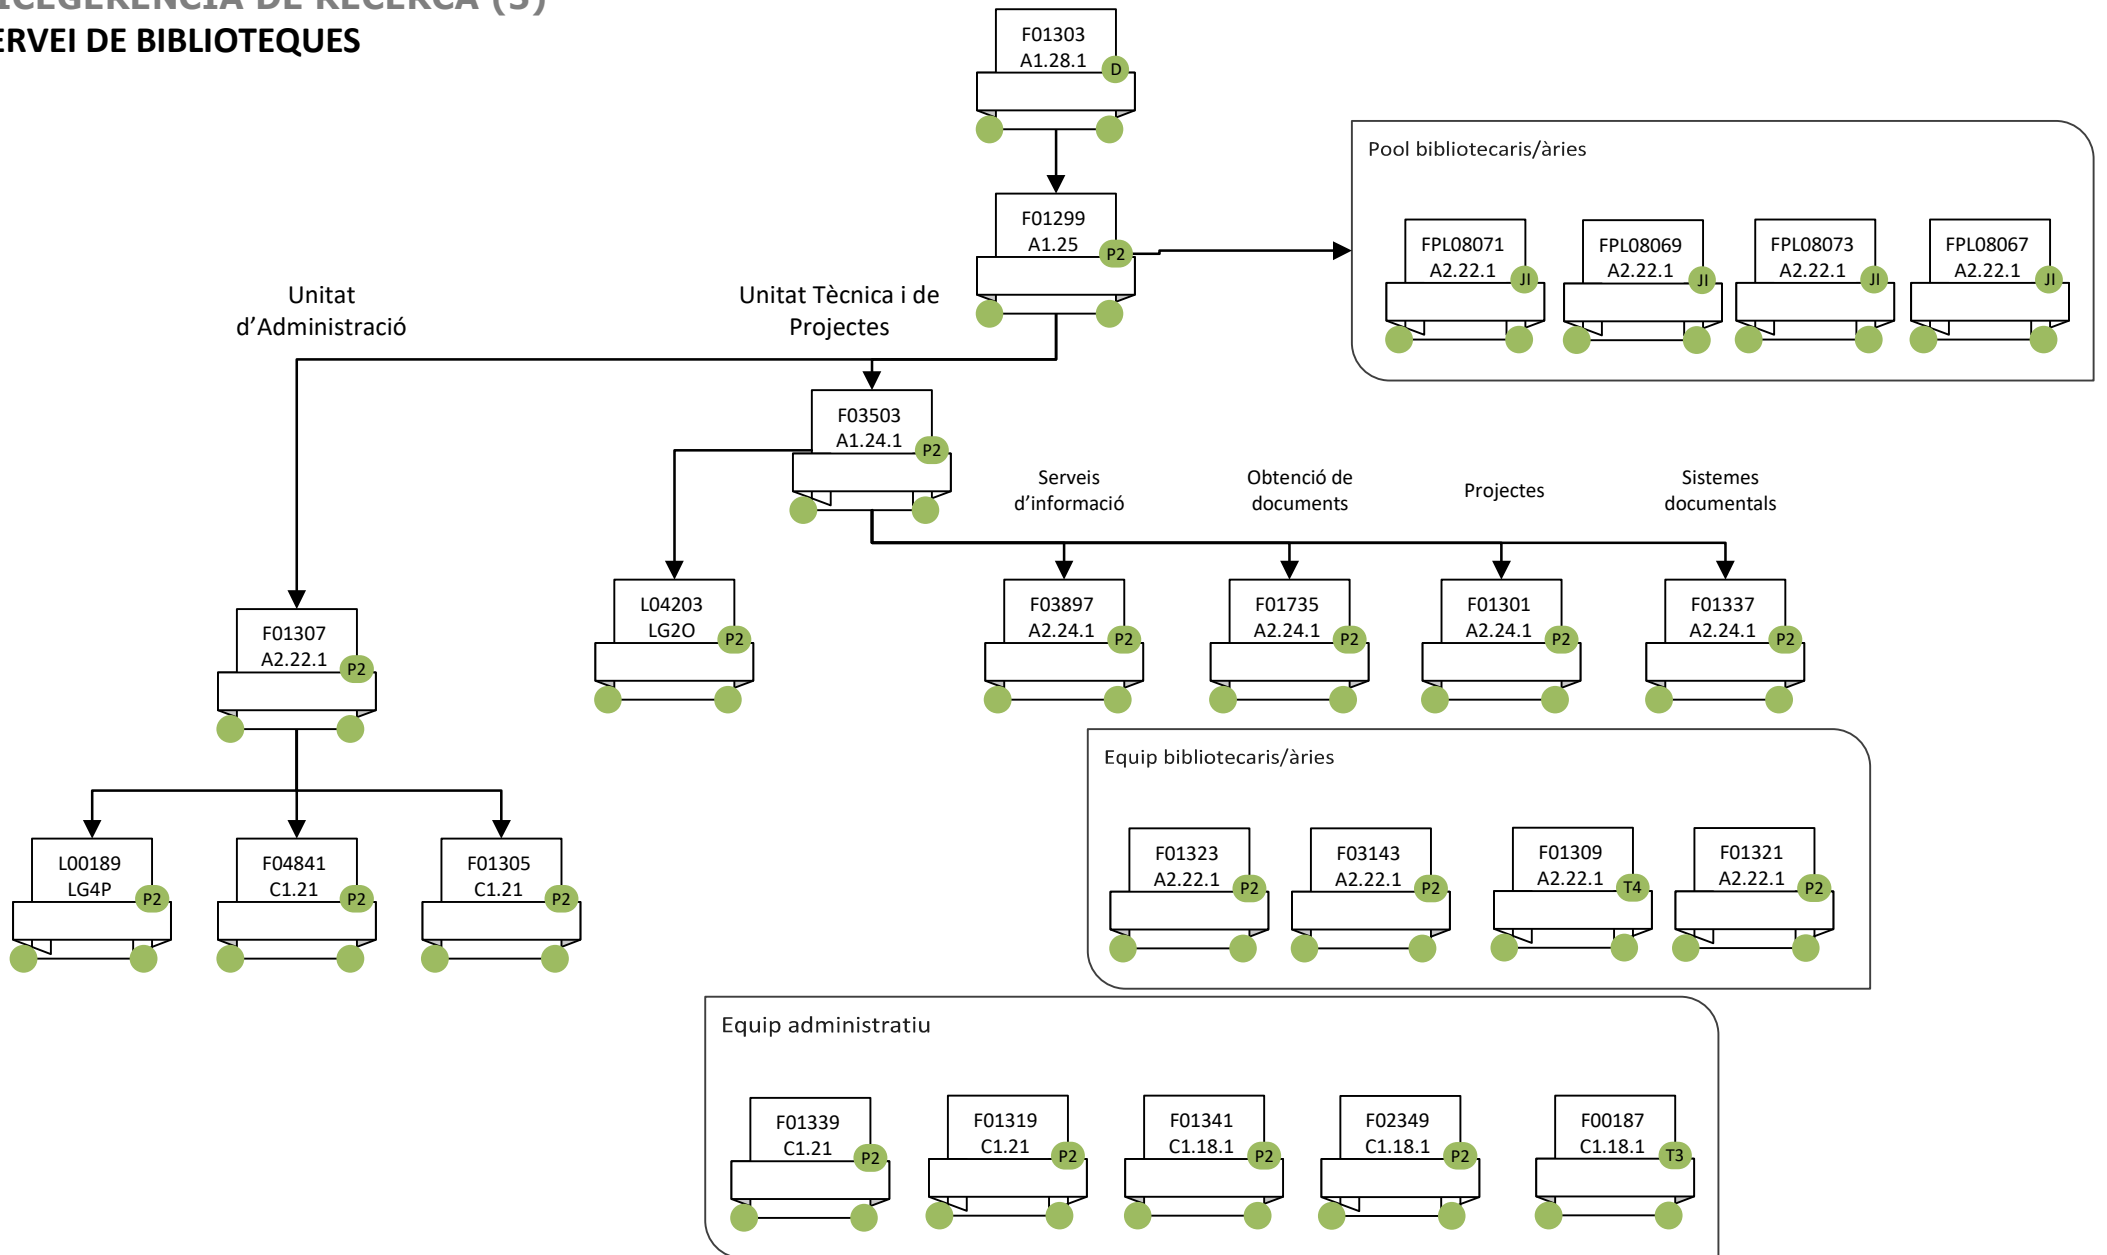 ICEGERÈNCIA DE RECERCA (3)
ERVEI DE BIBLIOTEQUES
F01303
A1.28.1
D
F01299
A1.25
P2
Pool bibliotecaris/àries
FPL08071
A2.22.1
JI
FPL08069
A2.22.1
JI
FPL08073
A2.22.1
JI
FPL08067
A2.22.1
JI
Unitat
d’Administració
Unitat Tècnica i de
Projectes
F03503
A1.24.1
P2
Serveis
d’informació
Obtenció de
documents
Projectes
Sistemes
documentals
F01307
A2.22.1
P2
L04203
LG2O
P2
F03897
A2.24.1
P2
F01735
A2.24.1
P2
F01301
A2.24.1
P2
F01337
A2.24.1
P2
L00189
LG4P
P2
F04841
C1.21
P2
F01305
C1.21
P2
Equip bibliotecaris/àries
F01323
A2.22.1
P2
F03143
A2.22.1
P2
F01309
A2.22.1
T4
F01321
A2.22.1
P2
Equip administratiu
F01339
C1.21
P2
F01319
C1.21
P2
F01341
C1.18.1
P2
F02349
C1.18.1
P2
F00187
C1.18.1
T3